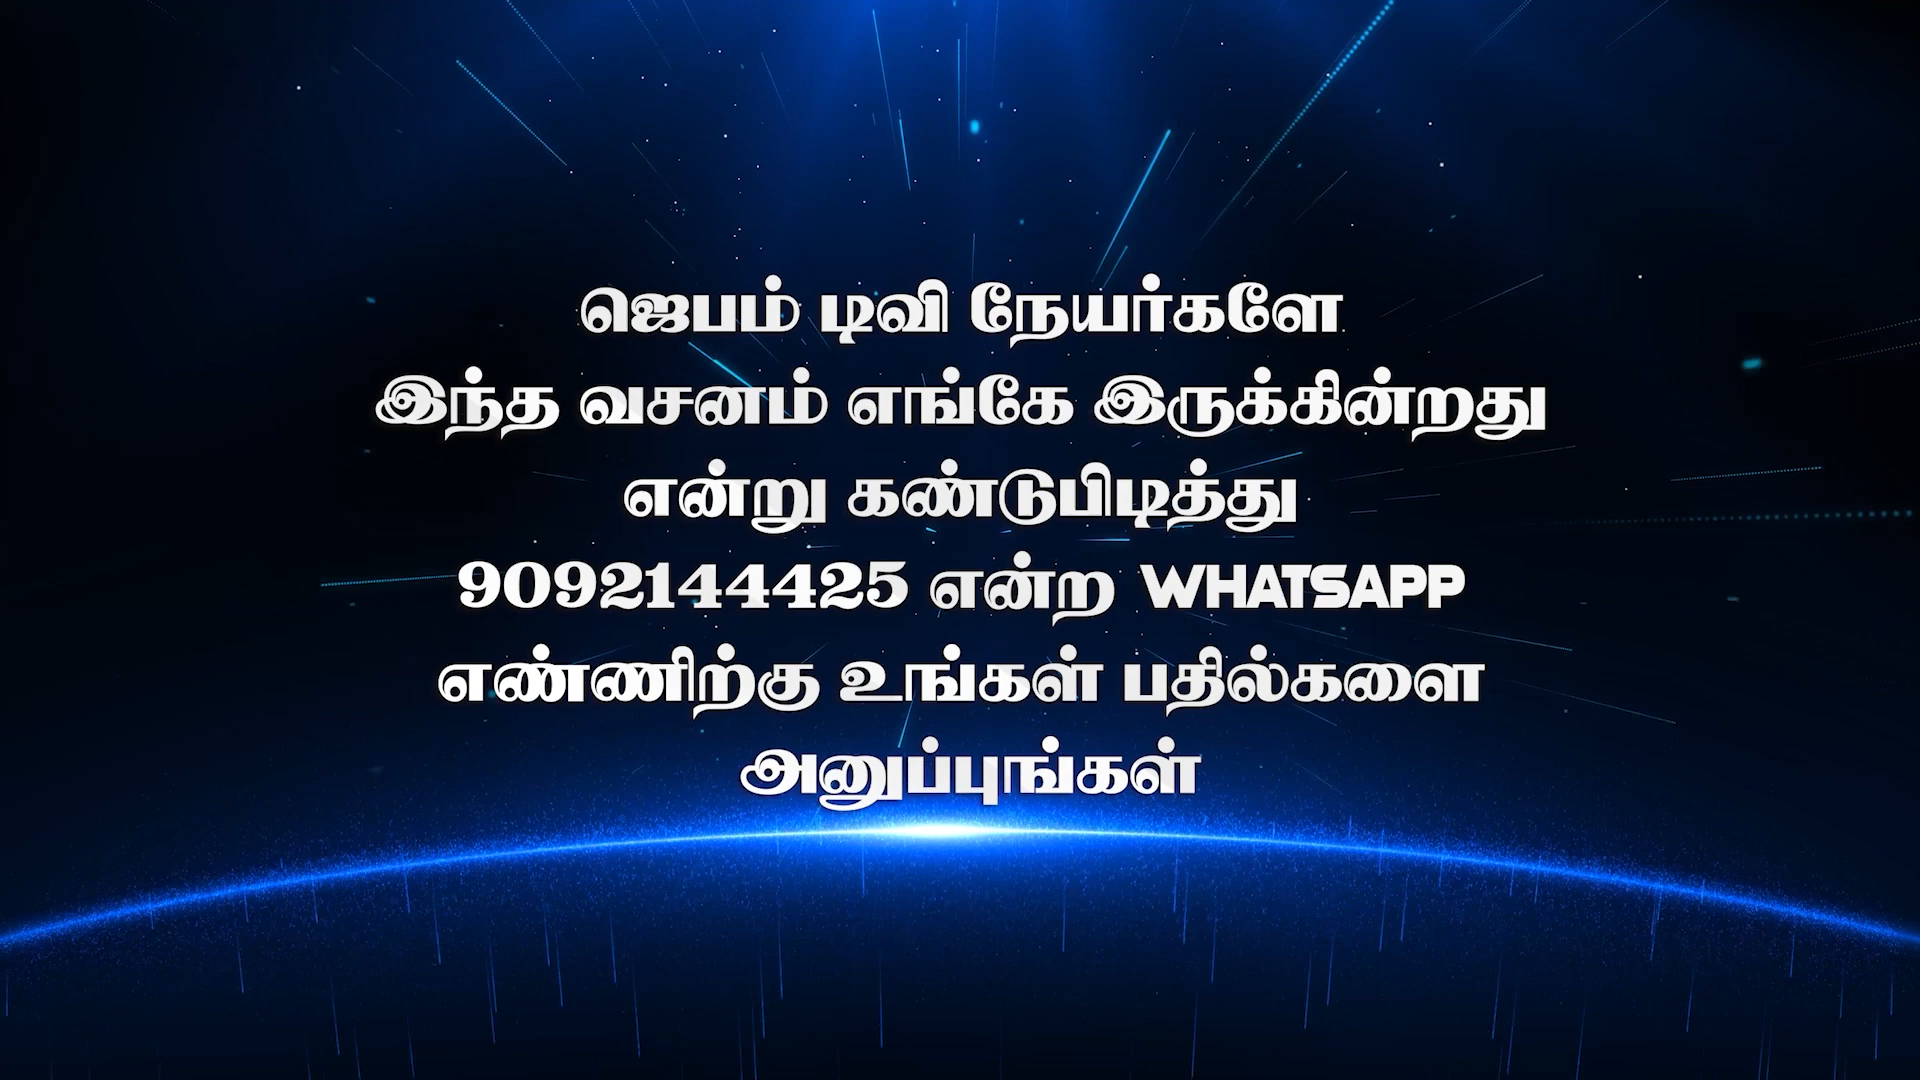 ஜெபம் டிவி நேயர்களே
இந்த வசனம் எங்கே இருக்கின்றது
என்று கண்டுபிடித்து
9092144425 என்ற WHATSAPP
எண்ணிற்கு உங்கள் பதில்களை
அனுப்புங்கள்